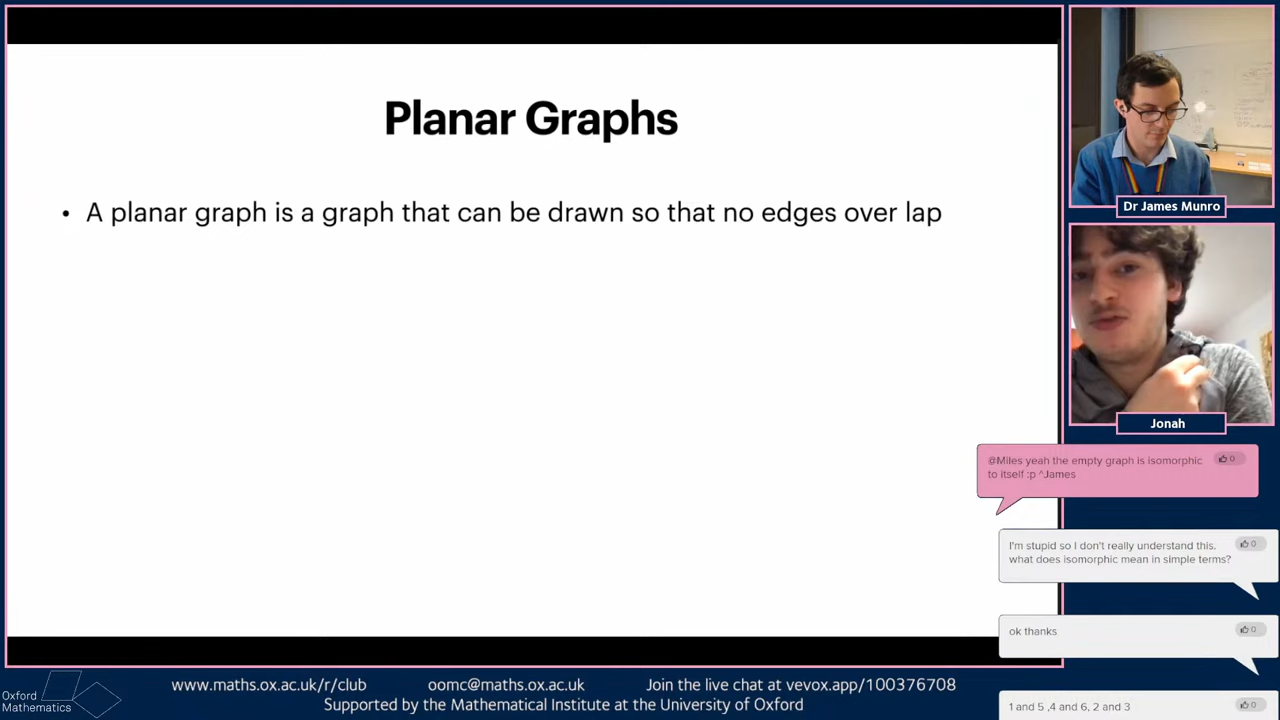 Planar Graphs
• A planar graph is a graph that can be drawn so that no edges over lap
Dr James Munro
Jonah
@Miles yeah the empty graph is isomorphic
to itself :p ^James
0
I'm stupid so I don't really understand this.
what does isomorphic mean in simple terms?
0
ok thanks
0
1 and 5 ,4 and 6, 2 and 3
0
Oxford
Mathematics
www.maths.ox.ac.uk/r/club oomc@maths.ox.ac.uk Join the live chat at vevox.app/100376708
Supported by the Mathematical Institute at the University of Oxford